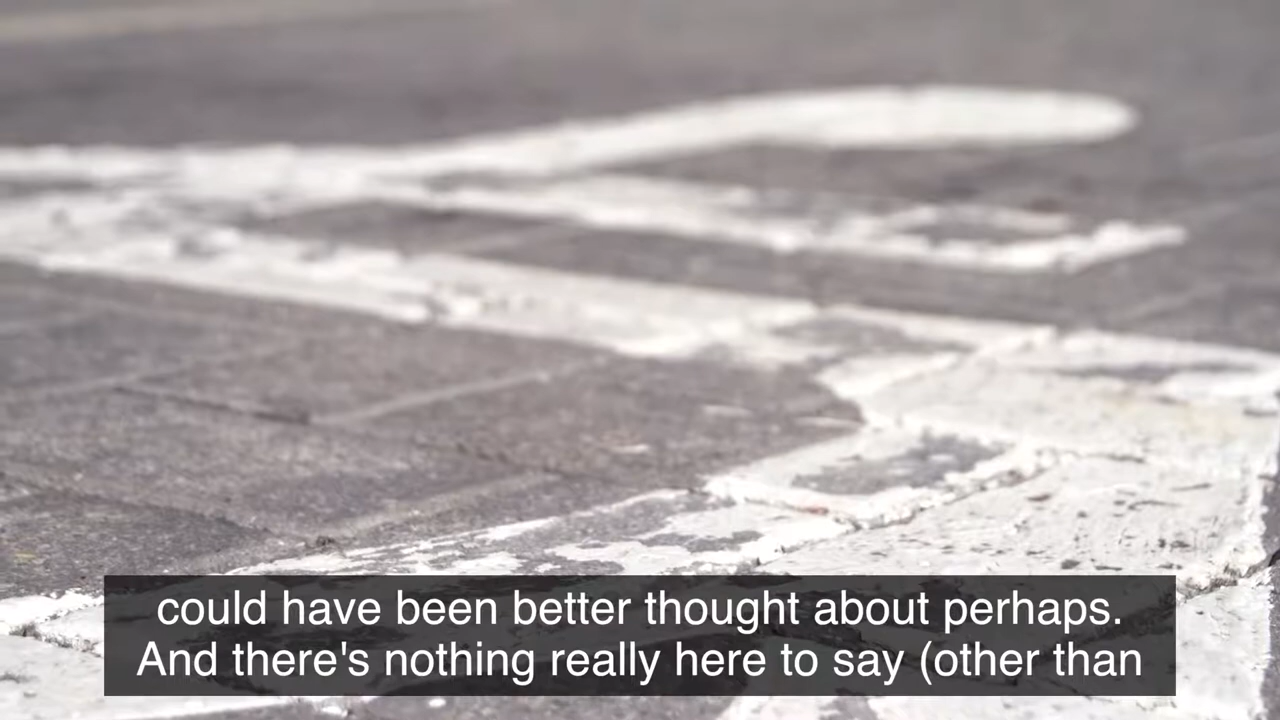 could have been better thought about perhaps.
And there's nothing really here to say (other than